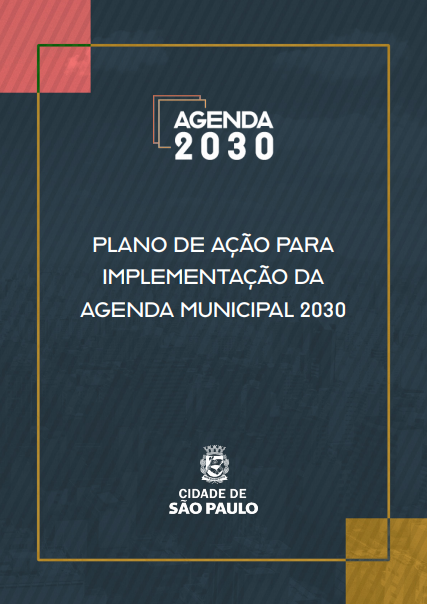 AGENDA
2030
PLANO DE AÇÃO PARA
IMPLEMENTAÇÃO DA
AGENDA MUNICIPAL 2030
CIDADE DE
SÃO PAULO